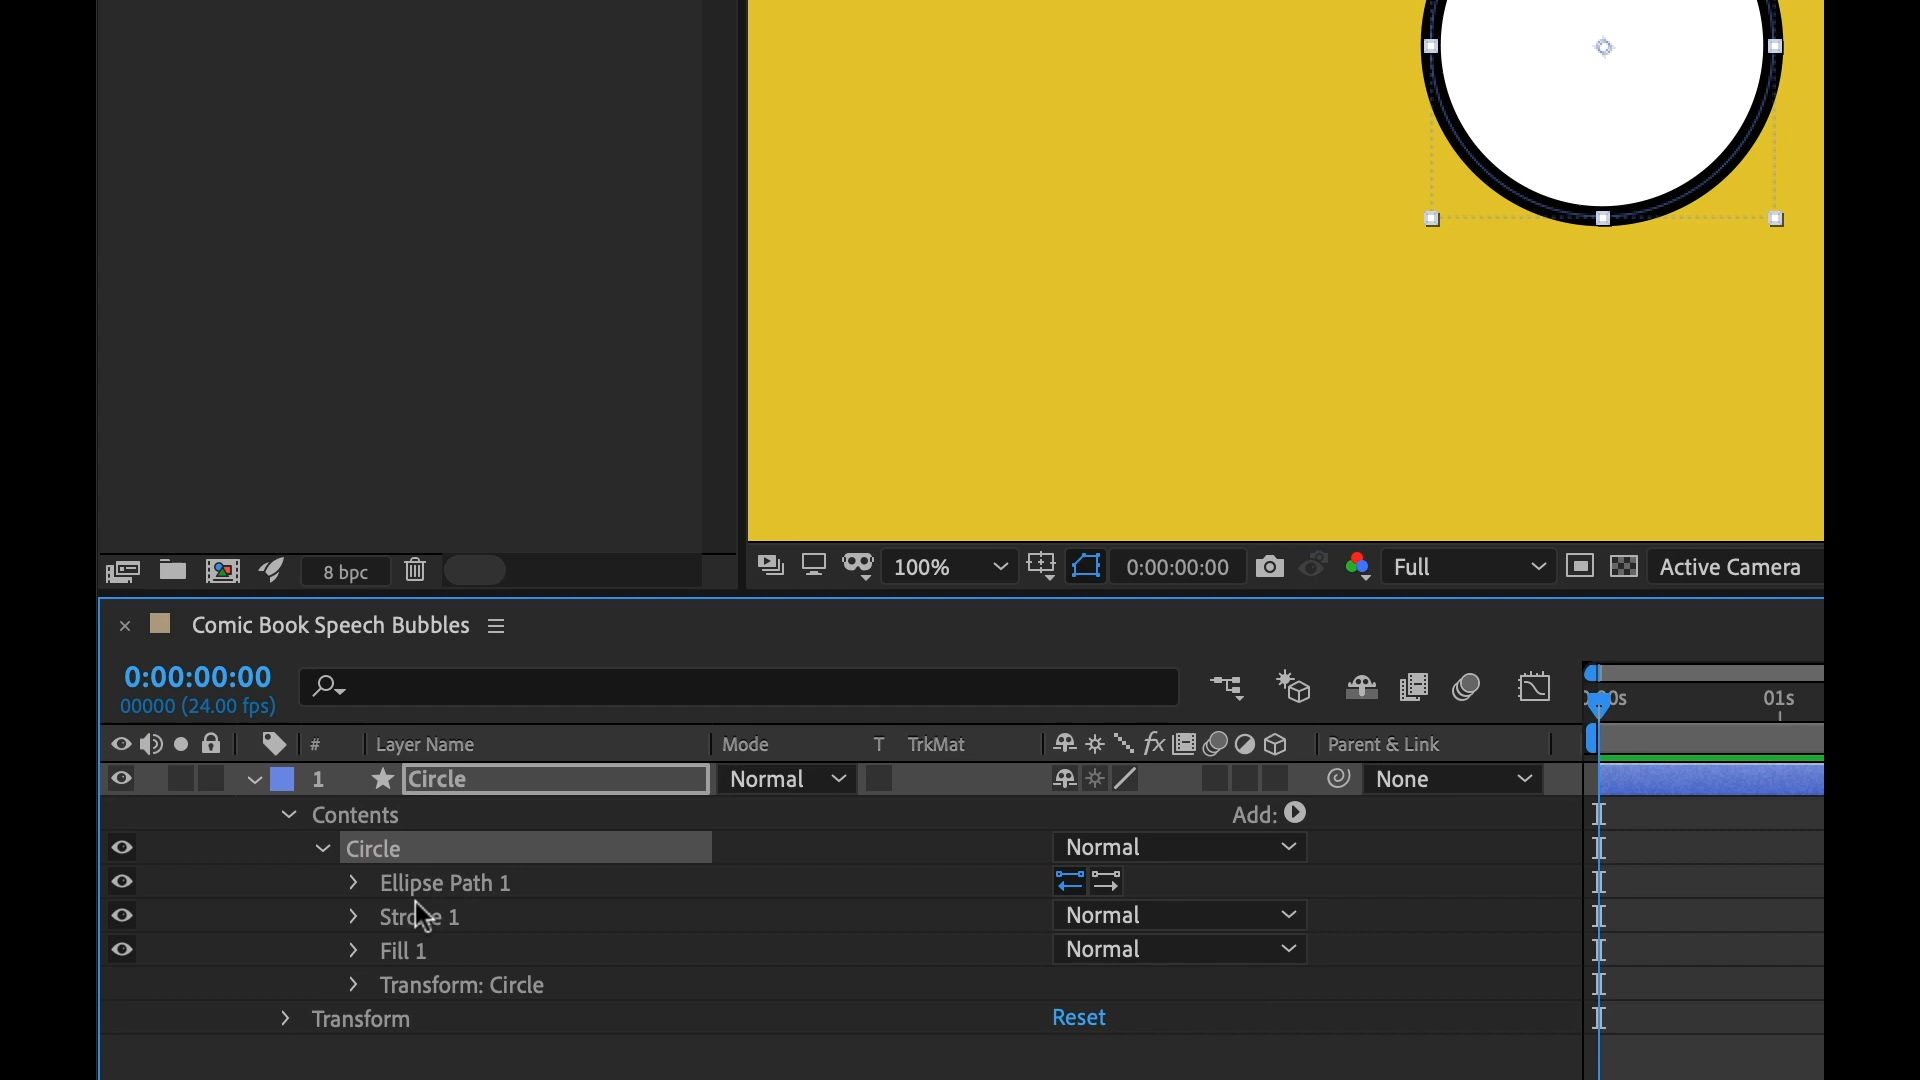 8 bpc
100%
0:00:00:00
Full
Active Camera
Comic Book Speech Bubbles
0:00:00:00
00000 (24.00 fps)
01s
# Layer Name Mode T TrkMat Parent & Link
1 Circle Normal None
Contents Add:
Circle Normal
Ellipse Path 1
Stroke 1 Normal
Fill 1 Normal
Transform: Circle
Transform Reset